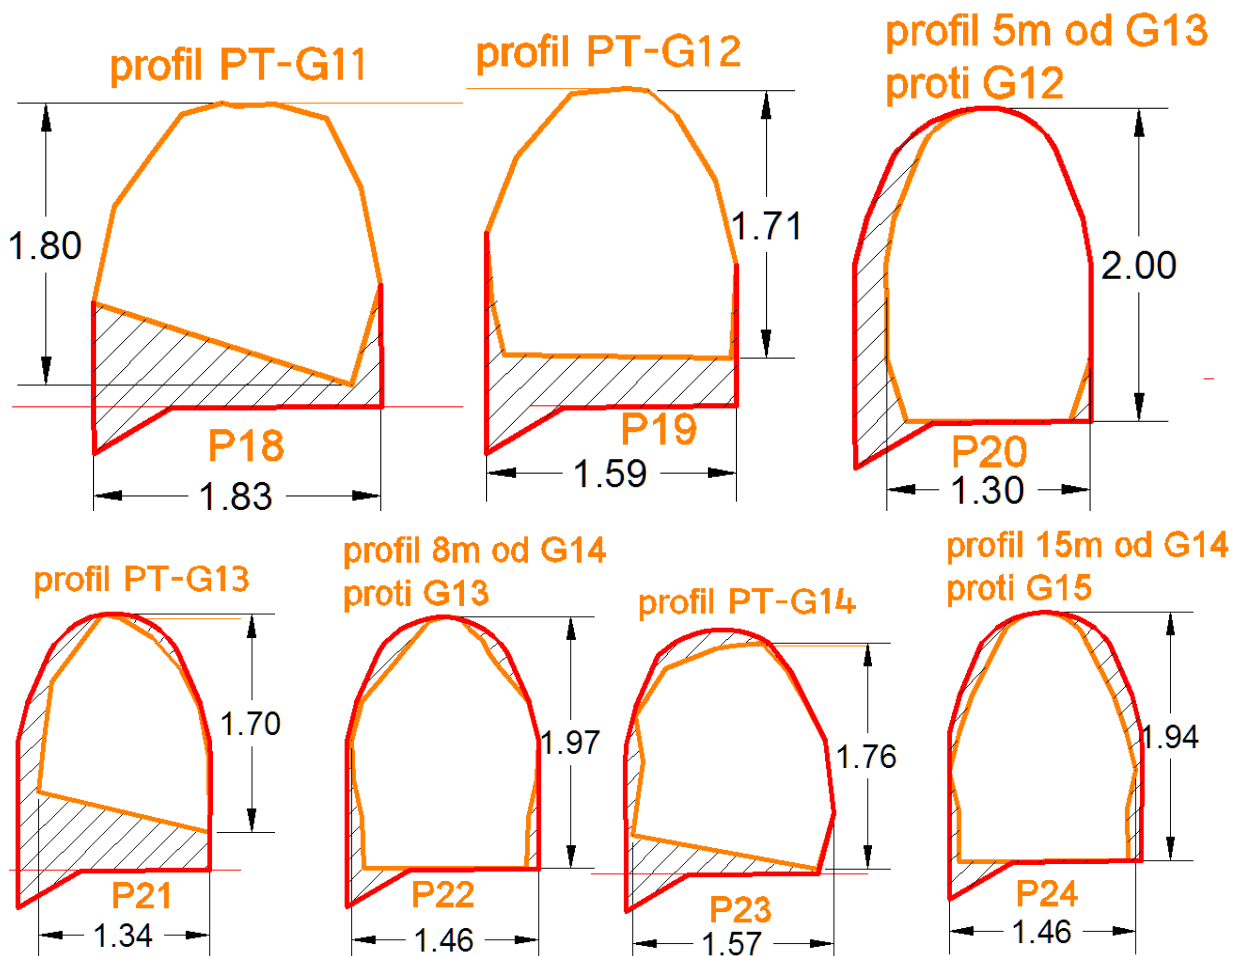 profil PT-G11
1.80
P18
1.83
profil PT-G12
1.71
P19
1.59
profil 5m od G13
proti G12
2.00
P20
1.30
profil PT-G13
1.70
P21
1.34
profil 8m od G14
proti G13
1.97
P22
1.46
profil PT-G14
1.76
P23
1.57
profil 15m od G14
proti G15
1.94
P24
1.46